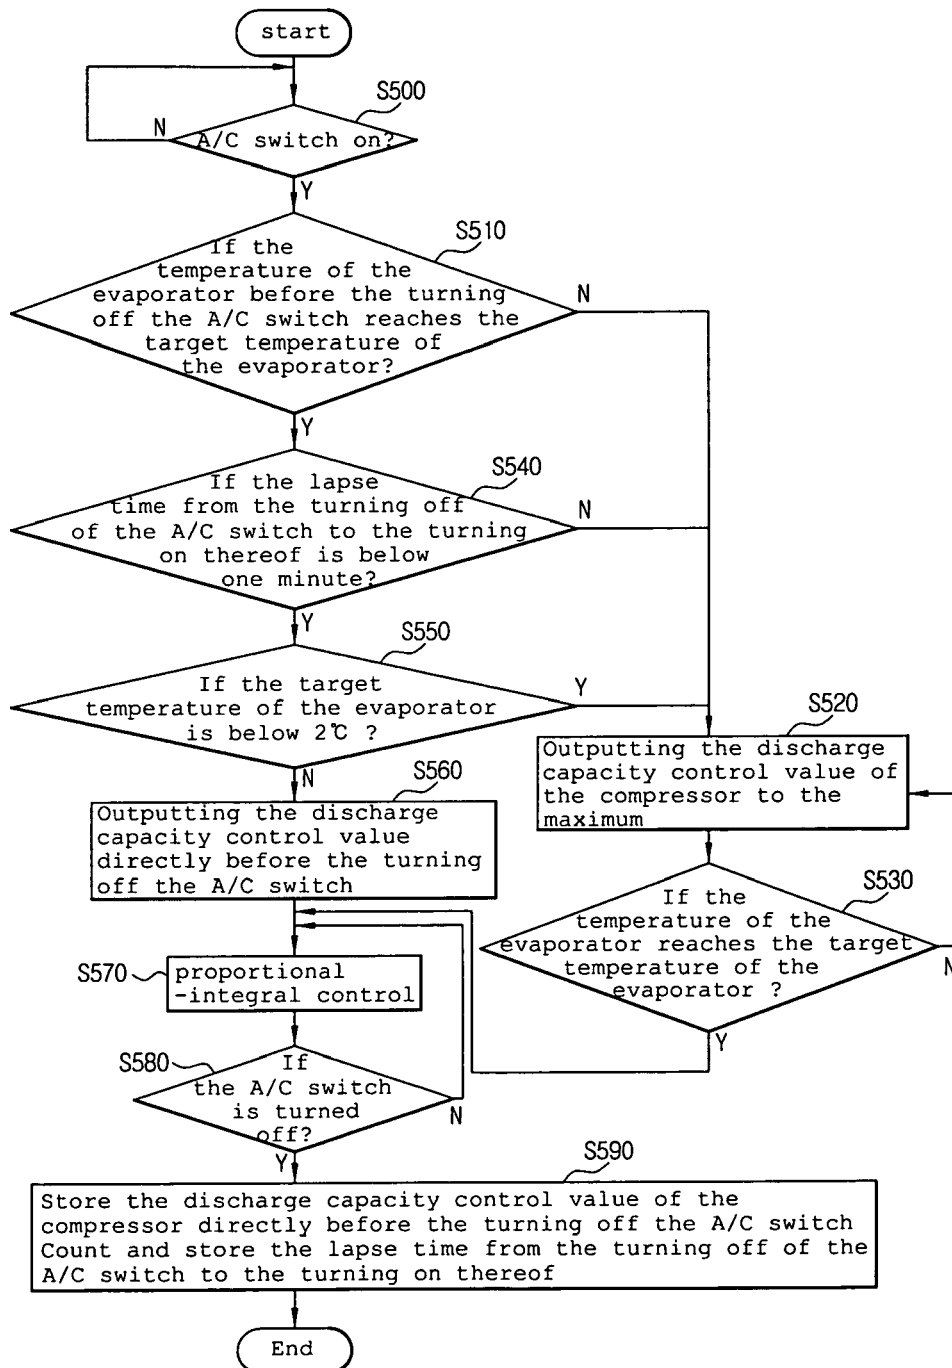 start
S500
N
A/C switch on?
Y
S510
If the
temperature of the
evaporator before the turning
off the A/C switch reaches the
target temperature of
the evaporator?
N
Y
S540
If the lapse
time from the turning off
of the A/C switch to the turning
on thereof is below
one minute?
N
Y
S550
If the target
temperature of the evaporator
is below 2℃ ?
Y
N
S520
Outputting the discharge
capacity control value of
the compressor to the
maximum
S560
Outputting the discharge
capacity control value
directly before the turning
off the A/C switch
S530
If the
temperature of the
evaporator reaches the target
temperature of the
evaporator ?
N
Y
S570
proportional
-integral control
S580
If
the A/C switch
is turned
off?
N
Y
S590
Store the discharge capacity control value of the
compressor directly before the turning off the A/C switch
Count and store the lapse time from the turning off of the
A/C switch to the turning on thereof
End